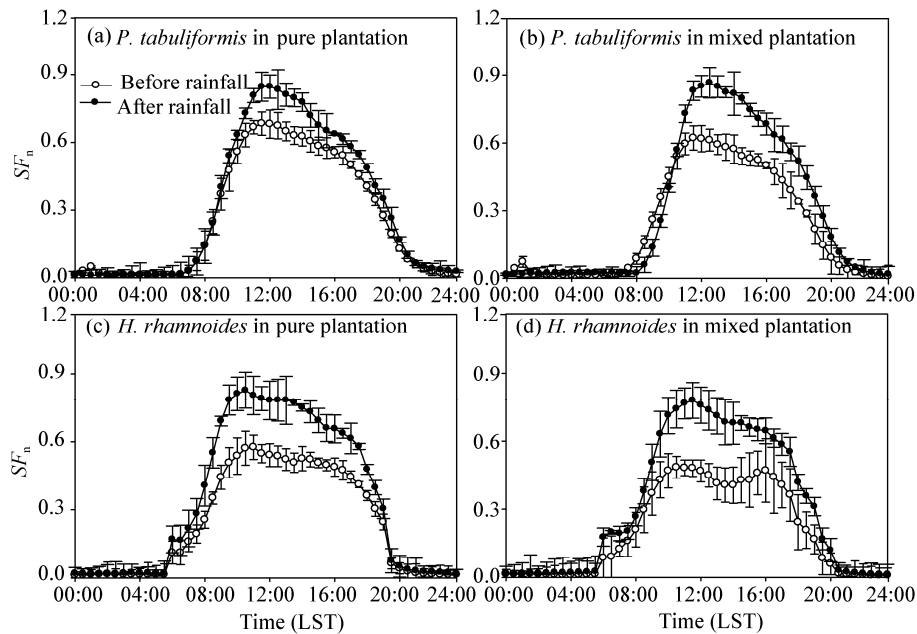 (a) P. tabuliformis in pure plantation
Before rainfall
After rainfall
SFn
1.2
0.9
0.6
0.3
0.0
00:00 04:00 08:00 12:00 16:00 20:00 24:00
(b) P. tabuliformis in mixed plantation
1.2
0.9
0.6
0.3
0.0
00:00 04:00 08:00 12:00 16:00 20:00 24:00
(c) H. rhamnoides in pure plantation
SFn
1.2
0.9
0.6
0.3
0.0
00:00 04:00 08:00 12:00 16:00 20:00 24:00
Time (LST)
(d) H. rhamnoides in mixed plantation
1.2
0.9
0.6
0.3
0.0
00:00 04:00 08:00 12:00 16:00 20:00 24:00
Time (LST)